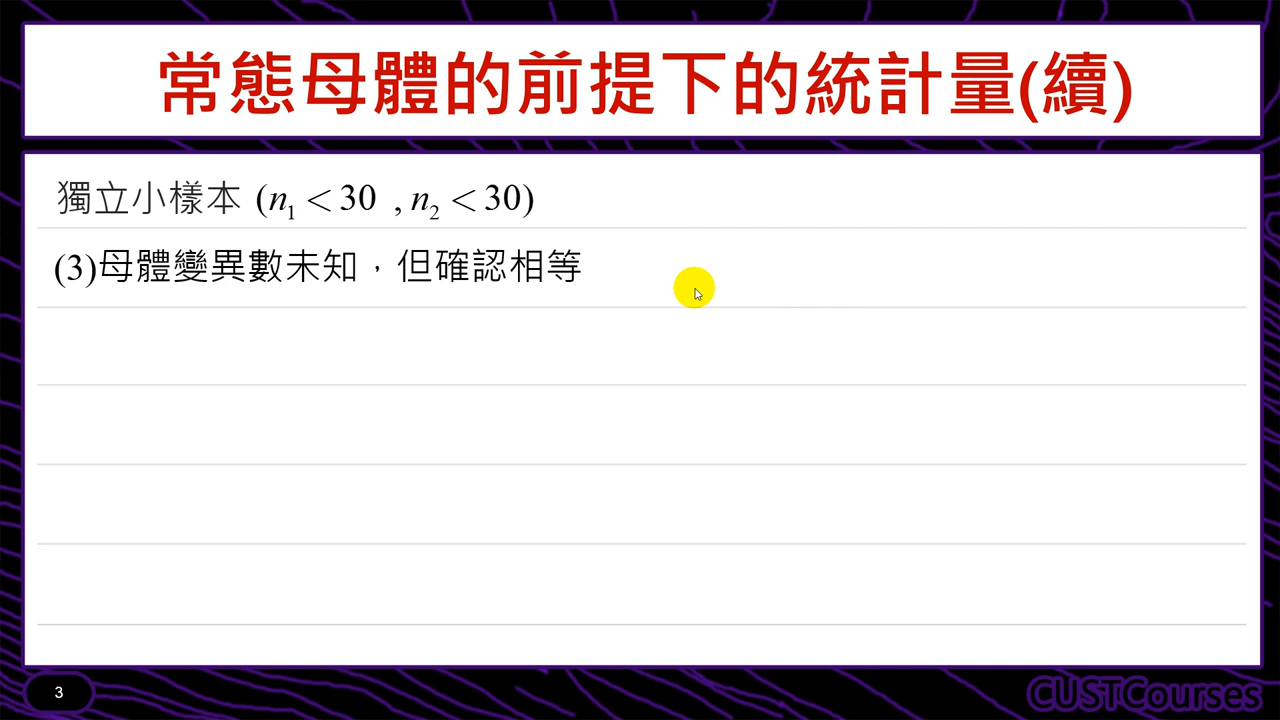 常態母體的前提下的統計量(續)
獨立小樣本 (n₁ < 30 , n₂ < 30)
(3)母體變異數未知，但確認相等
3
CUSTCourses